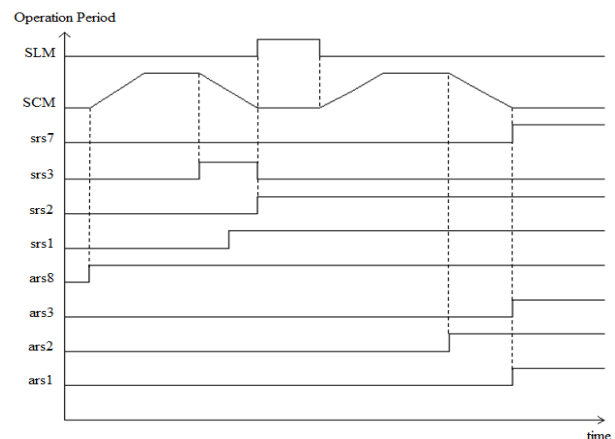 Operation Period
SLM
SCM
srs7
srs3
srs2
srs1
ars8
ars3
ars2
ars1
time